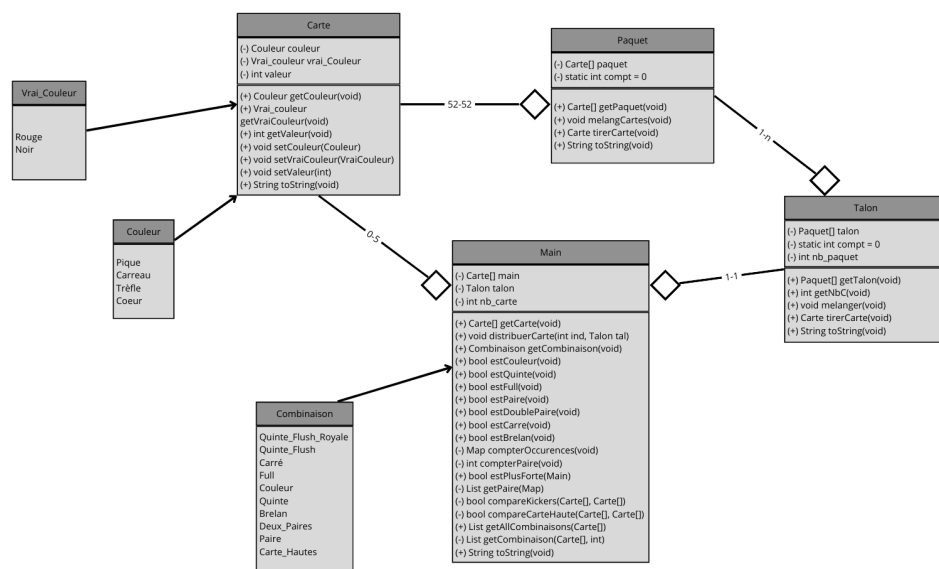 Carte
(-) Couleur couleur
(-) Vrai_couleur vrai_Couleur
(-) int valeur
(+) Couleur getCouleur(void)
(+) Vrai_couleur
getVraiCouleur(void)
(+) int getValeur(void)
(+) void setCouleur(Couleur)
(+) void setVraiCouleur(VraiCouleur)
(+) void setValeur(int)
(+) String toString(void)
Paquet
(-) Carte[] paquet
(-) static int compt = 0
(+) Carte[] getPaquet(void)
(+) void melangCartes(void)
(+) Carte tirerCarte(void)
(+) String toString(void)
Vrai_Couleur
Rouge
Noir
52-52
1-n
Couleur
Pique
Carreau
Trèfle
Coeur
0-5
Talon
(-) Paquet[] talon
(-) static int compt = 0
(-) int nb_paquet
(+) Paquet[] getTalon(void)
(+) int getNbC(void)
(+) void melanger(void)
(+) Carte tirerCarte(void)
(+) String toString(void)
1-1
Main
(-) Carte[] main
(-) Talon talon
(-) int nb_carte
(+) Carte[] getCarte(void)
(+) void distribuerCarte(int ind, Talon tal)
(+) Combinaison getCombinaison(void)
(+) bool estCouleur(void)
(+) bool estQuinte(void)
(+) bool estFull(void)
(+) bool estPaire(void)
(+) bool estDoublePaire(void)
(+) bool estCarre(void)
(+) bool estBrelan(void)
(-) Map compterOccurences(void)
(-) int compterPaire(void)
(+) bool estPlusForte(Main)
(-) List getPaire(Map)
(-) bool compareKickers(Carte[], Carte[])
(-) bool compareCarteHaute(Carte[], Carte[])
(+) List getAllCombinaisons(Carte[])
(-) List getCombinaison(Carte[], int)
(+) String toString(void)
Combinaison
Quinte_Flush_Royale
Quinte_Flush
Carré
Full
Couleur
Quinte
Brelan
Deux_Paires
Paire
Carte_Hautes